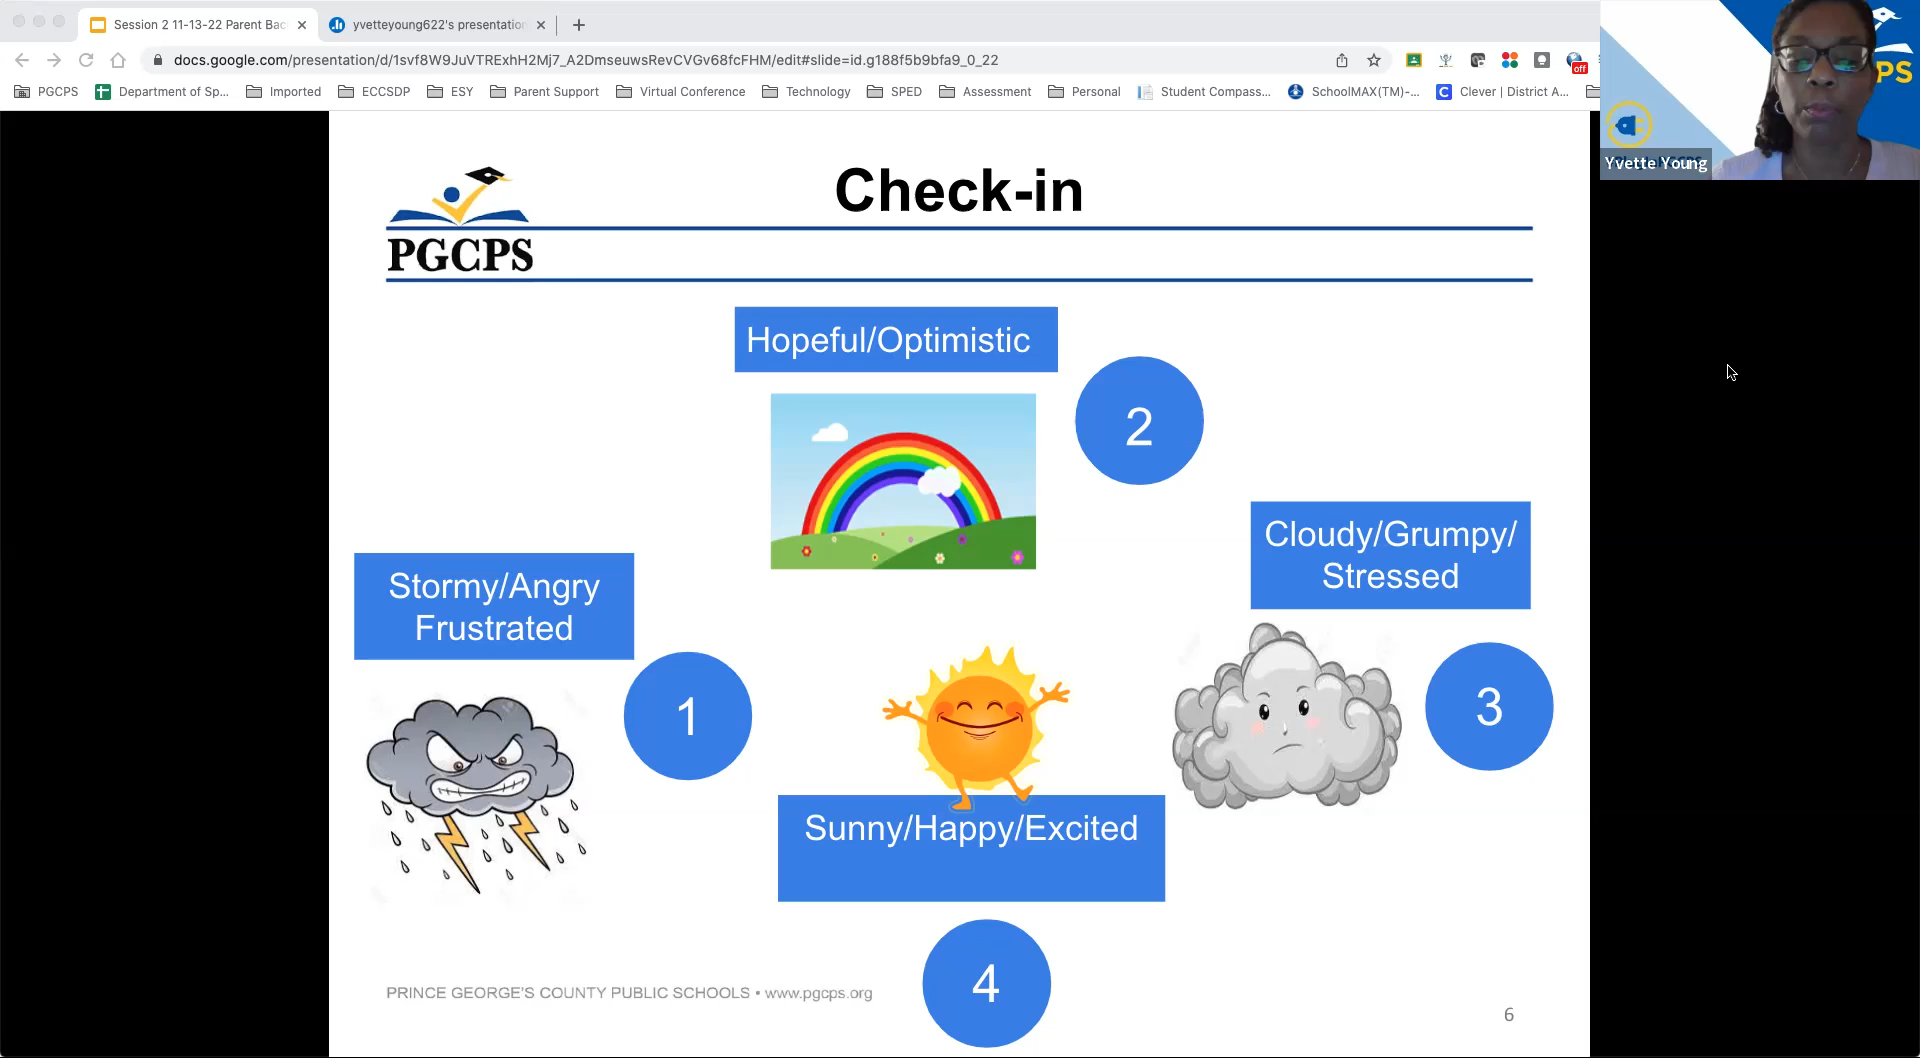 Session 2 11-13-22 Parent Bac
yvetteyoung622's presentation
docs.google.com/presentation/d/1svf8W9JuVTRExhH2Mj7_A2DmseuwsRevCVGv68fcFHM/edit#slide=id.g188f5b9bfa9_0_22
off
PGCPS
Department of Sp...
Imported
ECCSDP
ESY
Parent Support
Virtual Conference
Technology
SPED
Assessment
Personal
Student Compass...
SchoolMAX(TM)-...
Clever | District A...
PS
Yvette Young
Check-in
PGCPS
Hopeful/Optimistic
2
Cloudy/Grumpy/
Stressed
3
Stormy/Angry
Frustrated
1
Sunny/Happy/Excited
4
PRINCE GEORGE'S COUNTY PUBLIC SCHOOLS • www.pgcps.org
6